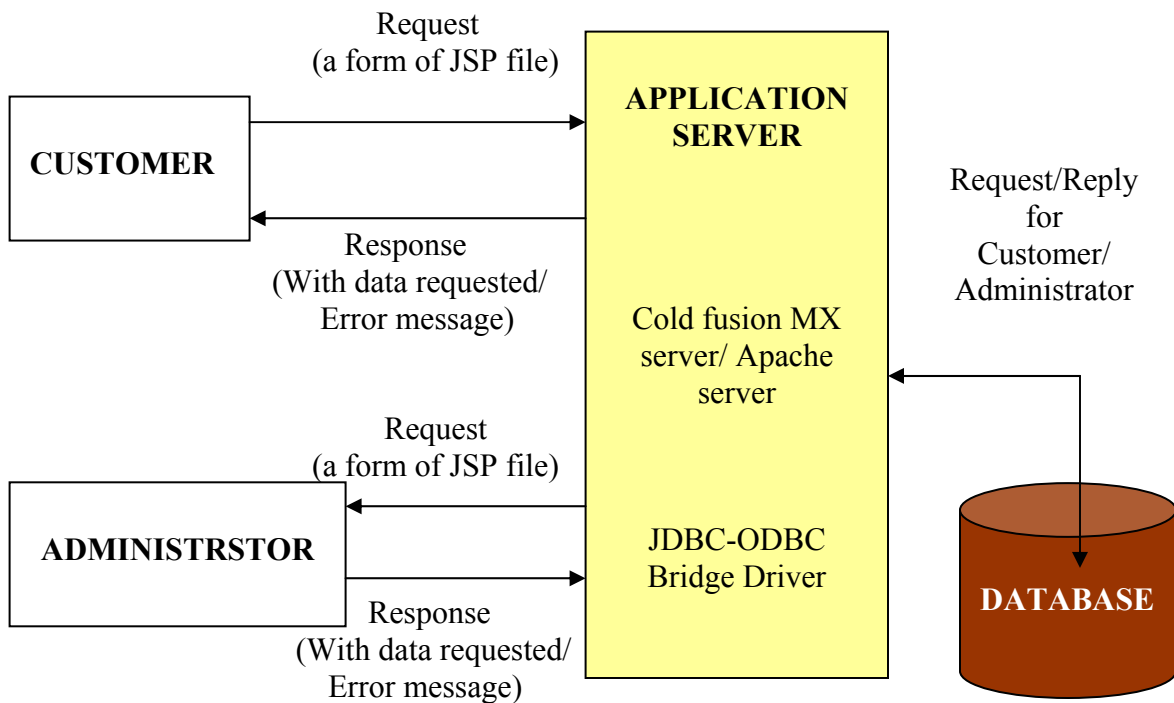 Request
(a form of JSP file)
CUSTOMER
Response
(With data requested/
Error message)
APPLICATION
SERVER
Cold fusion MX
server/ Apache
server
JDBC-ODBC
Bridge Driver
Request/Reply
for
Customer/
Administrator
Request
(a form of JSP file)
ADMINISTRSTOR
Response
(With data requested/
Error message)
DATABASE